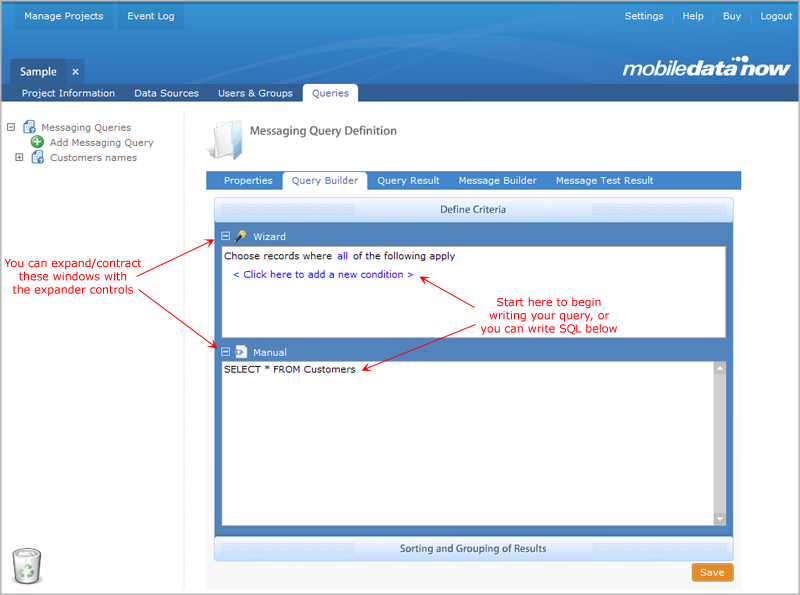 Manage Projects Event Log Settings Help Buy Logout
Sample x
mobiledatanow
Project Information Data Sources Users & Groups Queries
Messaging Queries
Add Messaging Query
Customers names
Messaging Query Definition
Properties Query Builder Query Result Message Builder Message Test Result
Define Criteria
Wizard
Choose records where all of the following apply
< Click here to add a new condition >
You can expand/contract
these windows with
the expander controls
Start here to begin
writing your query, or
you can write SQL below
Manual
SELECT * FROM Customers
Sorting and Grouping of Results
Save